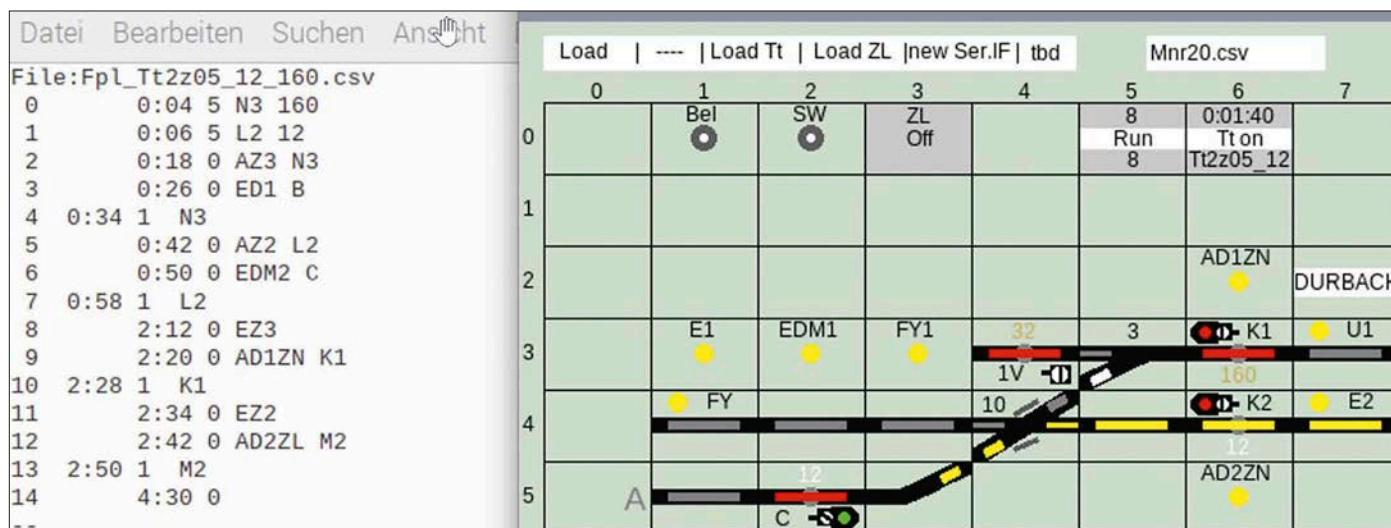 Datei Bearbeiten Suchen Ansicht
File:Fpl_Tt2z05_12_160.csv
0 0:04 5 N3 160
1 0:06 5 L2 12
2 0:18 0 AZ3 N3
3 0:26 0 ED1 B
4 0:34 1 N3
5 0:42 0 AZ2 L2
6 0:50 0 EDM2 C
7 0:58 1 L2
8 2:12 0 EZ3
9 2:20 0 AD1ZN K1
10 2:28 1 K1
11 2:34 0 EZ2
12 2:42 0 AD2ZL M2
13 2:50 1 M2
14 4:30 0
--
Load | ---- |Load Tt | Load ZL |new Ser.IF| tbd Mnr20.csv
0 1 2 3 4 5 6 7
Bel SW ZL 8 0:01:40
0 Off Run Tt on
8 Tt2z05_12
1
AD1ZN
2 DURBACH
E1 EDM1 FY1 32 3 K1 U1
3
1V 160
FY 10 K2 E2
4
12 12 AD2ZN
5 A
C